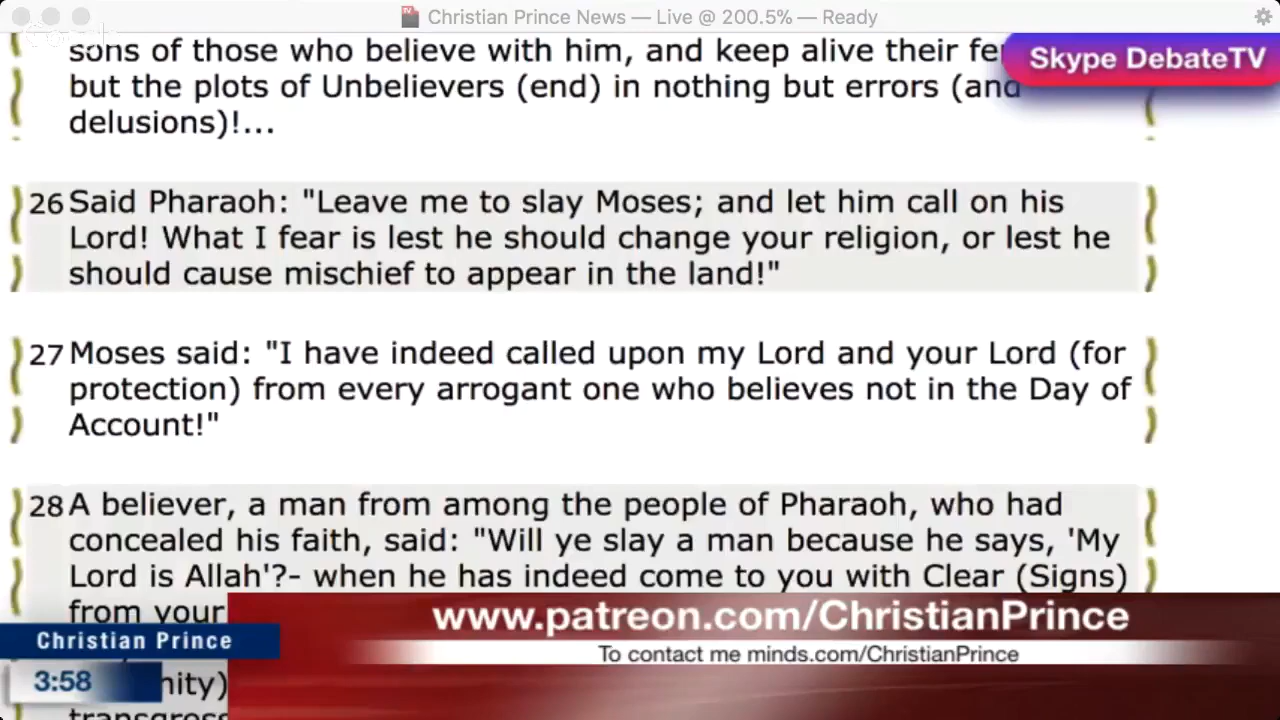 Christian Prince News — Live @ 200.5% — Ready
Google
sons of those who believe with him, and keep alive their
Skype DebateTV
but the plots of Unbelievers (end) in nothing but errors (and
delusions)!...
26 Said Pharaoh: "Leave me to slay Moses; and let him call on his
Lord! What I fear is lest he should change your religion, or lest he
should cause mischief to appear in the land!"
27 Moses said: "I have indeed called upon my Lord and your Lord (for
protection) from every arrogant one who believes not in the Day of
Account!"
28 A believer, a man from among the people of Pharaoh, who had
concealed his faith, said: "Will ye slay a man because he says, 'My
Lord is Allah'?- when he has indeed come to you with Clear (Signs)
from your
www.patreon.com/ChristianPrince
Christian Prince
To contact me minds.com/ChristianPrince
3:58